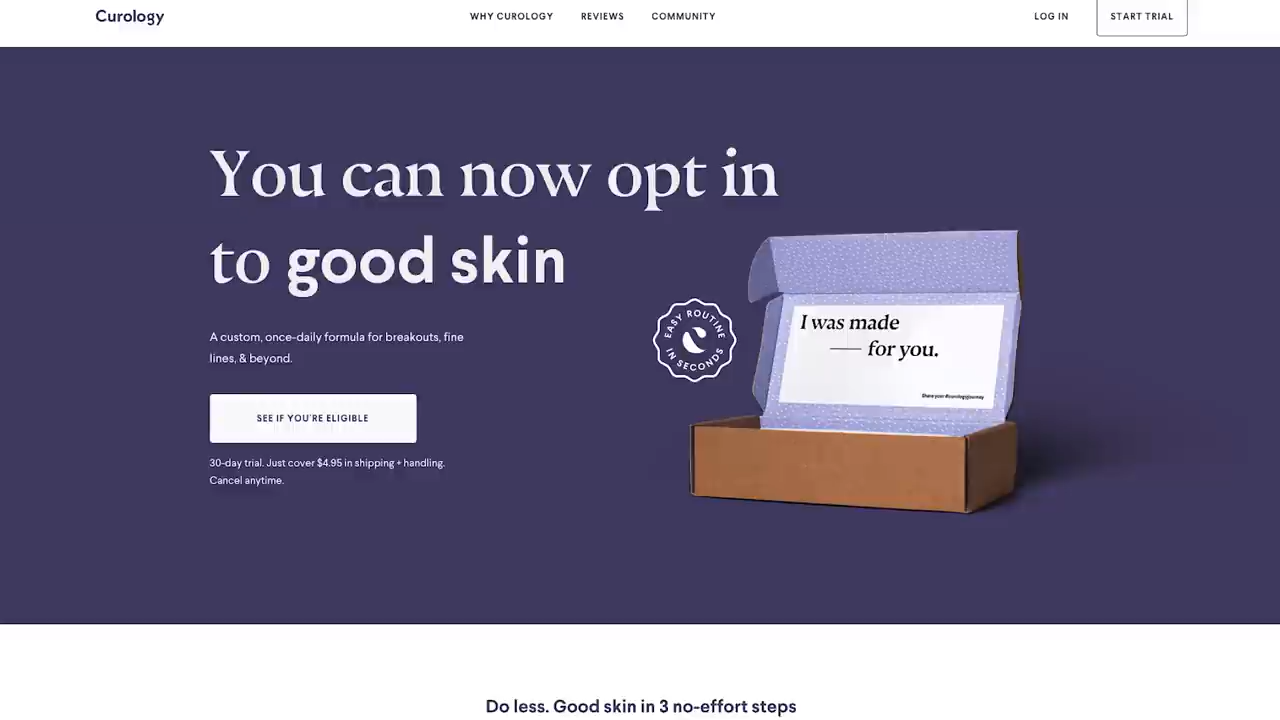 Curology
WHY CUROLOGY
REVIEWS
COMMUNITY
LOG IN
START TRIAL
You can now opt in
to good skin
A custom, once-daily formula for breakouts, fine
lines, & beyond.
SEE IF YOU'RE ELIGIBLE
30-day trial. Just cover $4.95 in shipping + handling.
Cancel anytime.
EASY ROUTINE
IN SECONDS
I was made
— for you.
Share your #curologyjourney
Do less. Good skin in 3 no-effort steps